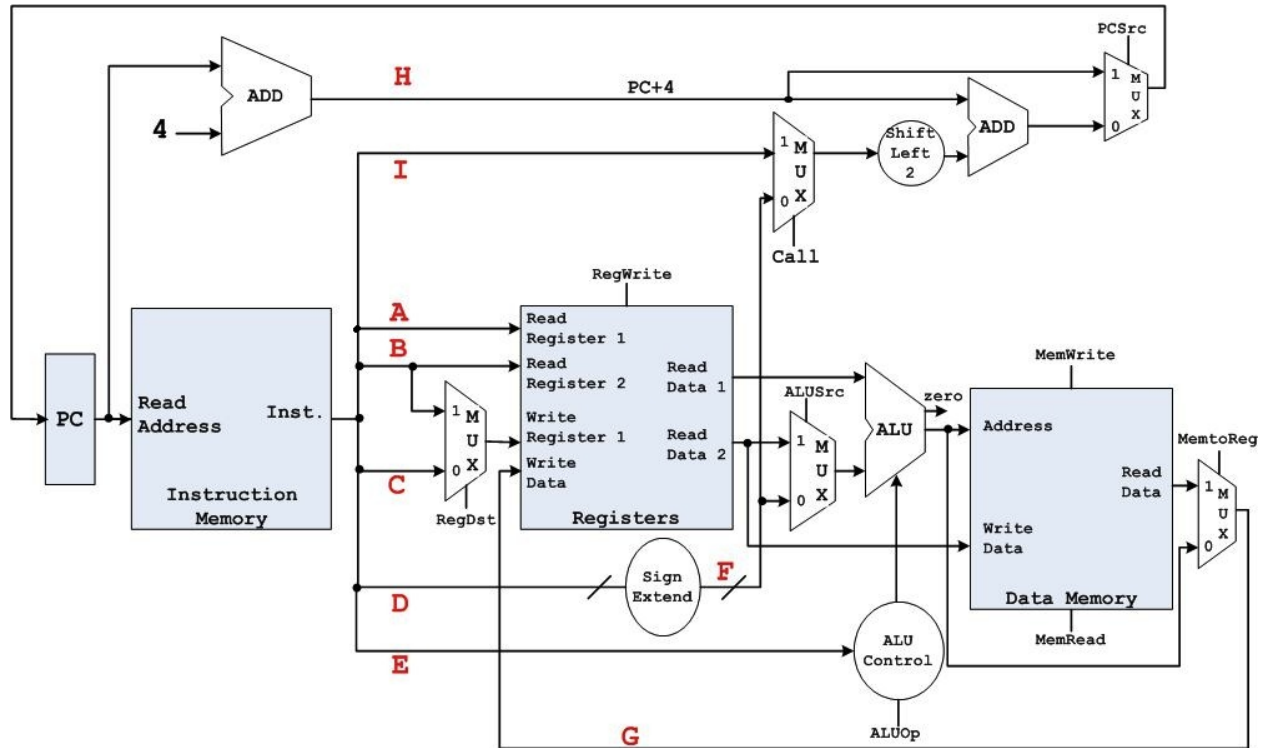 PCSrc
H
PC+4
ADD
4
1 M
U
X
0
ADD
I
1 M
U
X
0
Shift
Left
2
Call
RegWrite
A
B
C
Read
Register 1
Read
Register 2
Write
Register 1
Write
Data
Read
Data 1
Read
Data 2
Registers
1 M
U
X
0
RegDst
PC
Read
Address
Inst.
Instruction
Memory
ALUSrc
1 M
U
X
0
ALU
zero
MemWrite
Address
Read
Data
Write
Data
Data Memory
MemRead
MemtoReg
1 M
U
X
0
D
Sign
Extend
F
E
ALU
Control
ALUOp
G